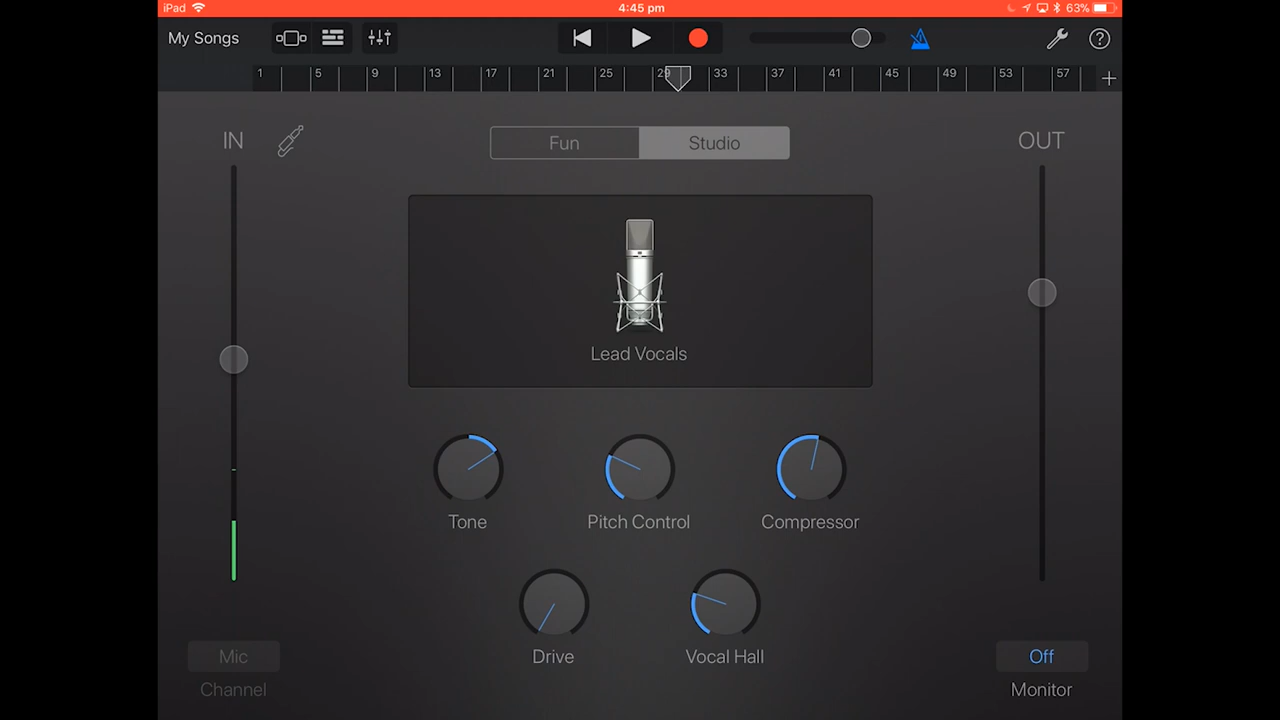 iPad 4:45 pm 63%
My Songs
1 5 9 13 17 21 25 29 33 37 41 45 49 53 57 +
IN Fun Studio OUT
Lead Vocals
Tone Pitch Control Compressor
Drive Vocal Hall
Mic Off
Channel Monitor